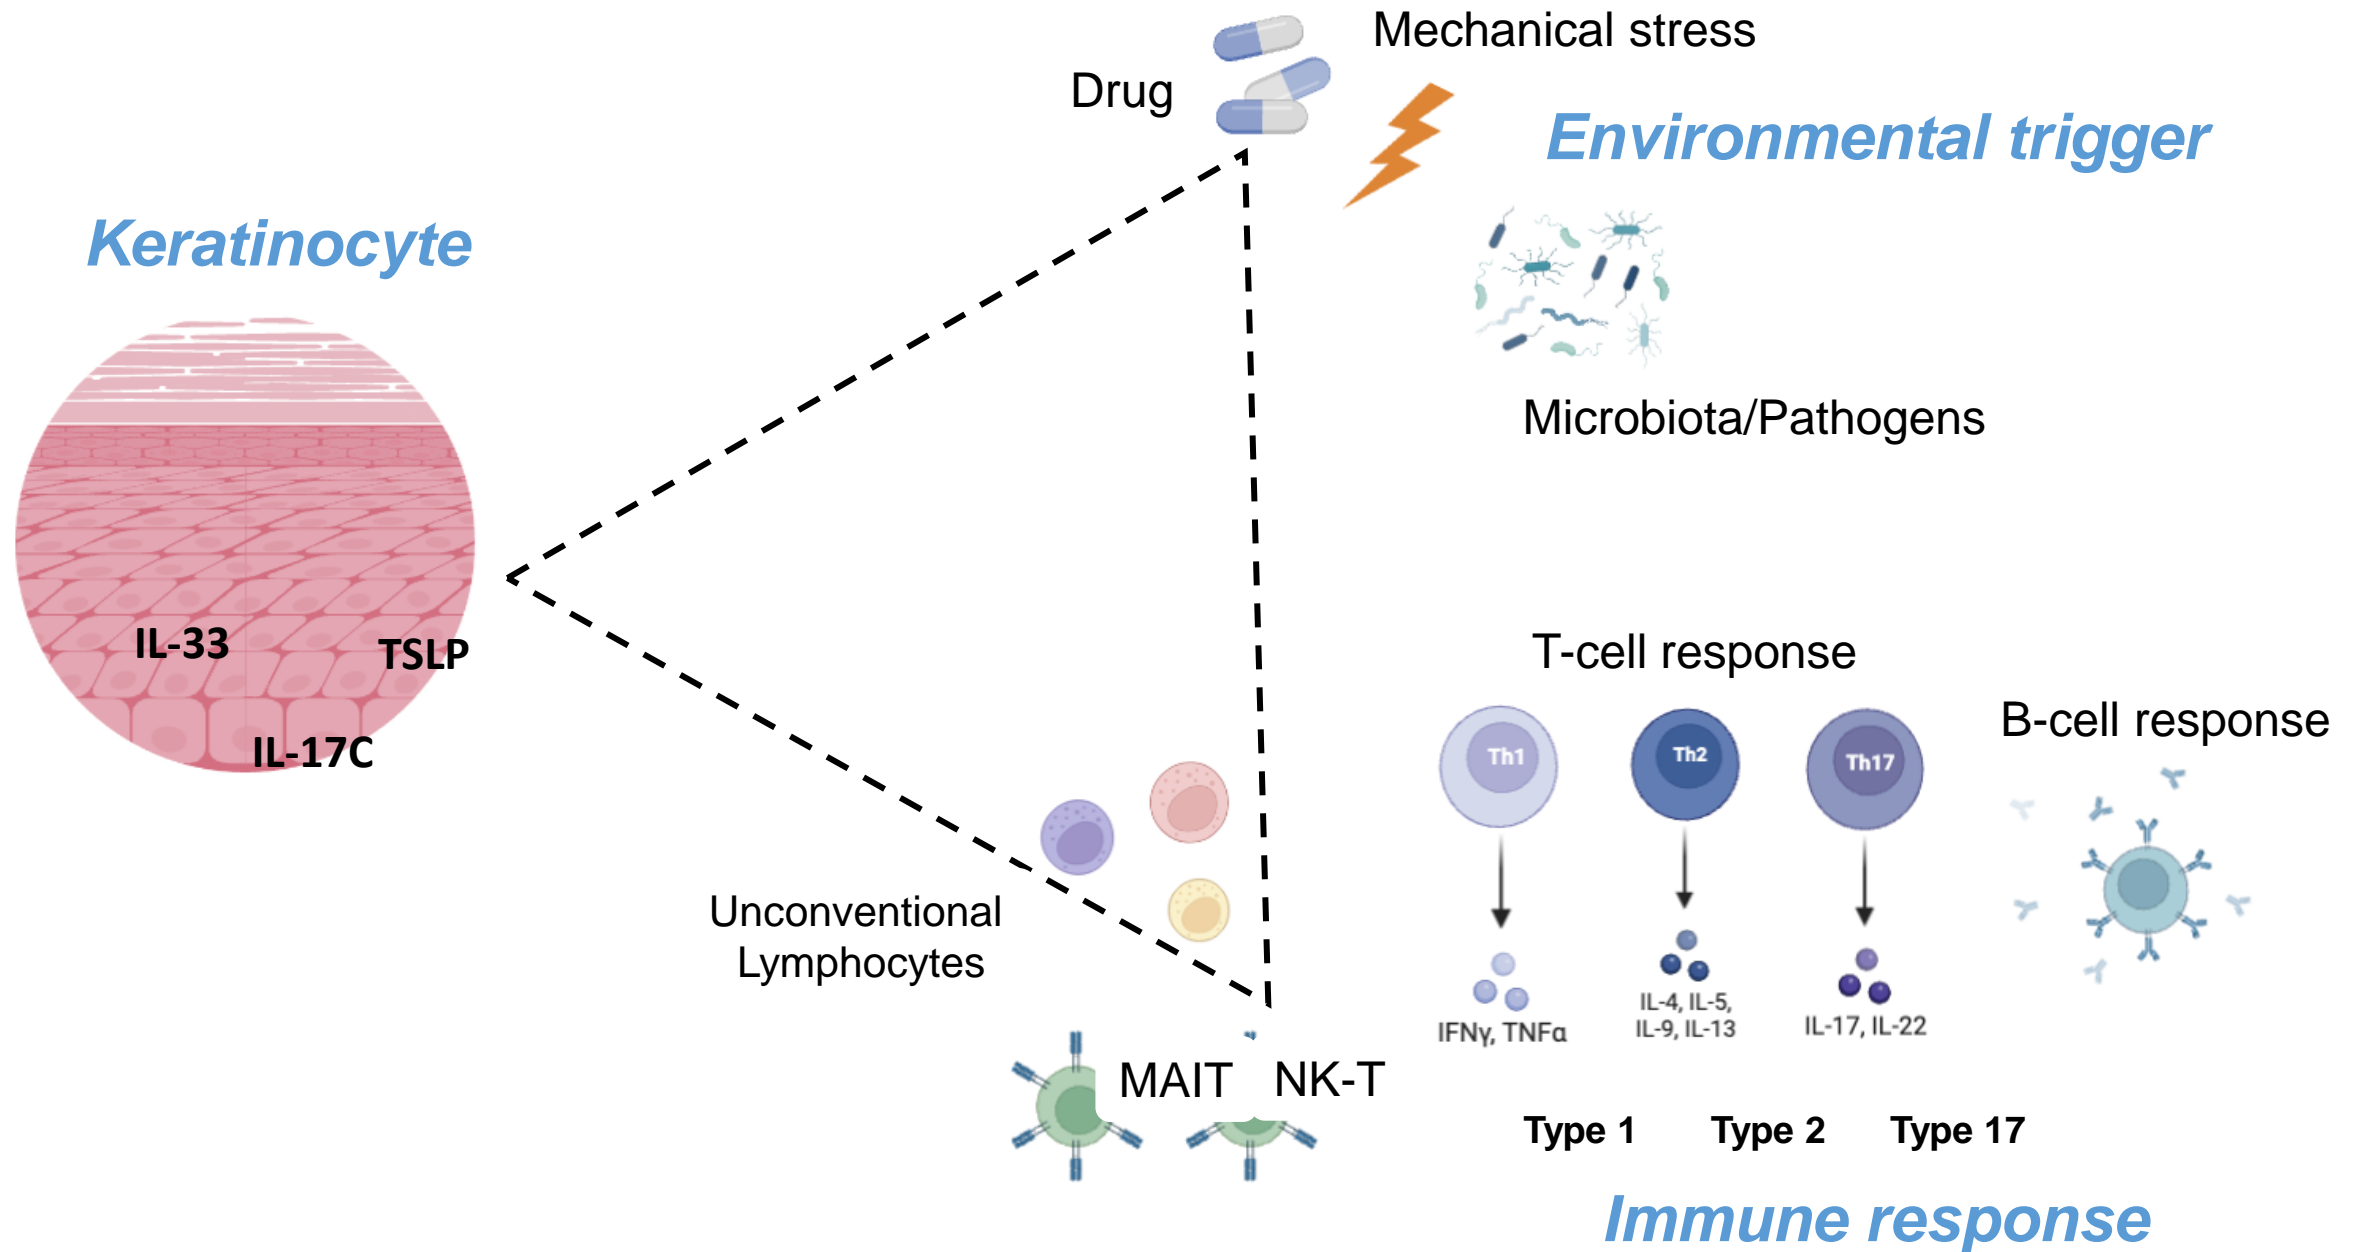 Mechanical stress
Drug
Environmental trigger
Keratinocyte
Microbiota/Pathogens
IL-33
TSLP
IL-17C
T-cell response
B-cell response
Th1
Th2
Th17
Unconventional
Lymphocytes
IFNγ, TNFα
IL-4, IL-5,
IL-9, IL-13
IL-17, IL-22
MAIT
NK-T
Type 1
Type 2
Type 17
Immune response